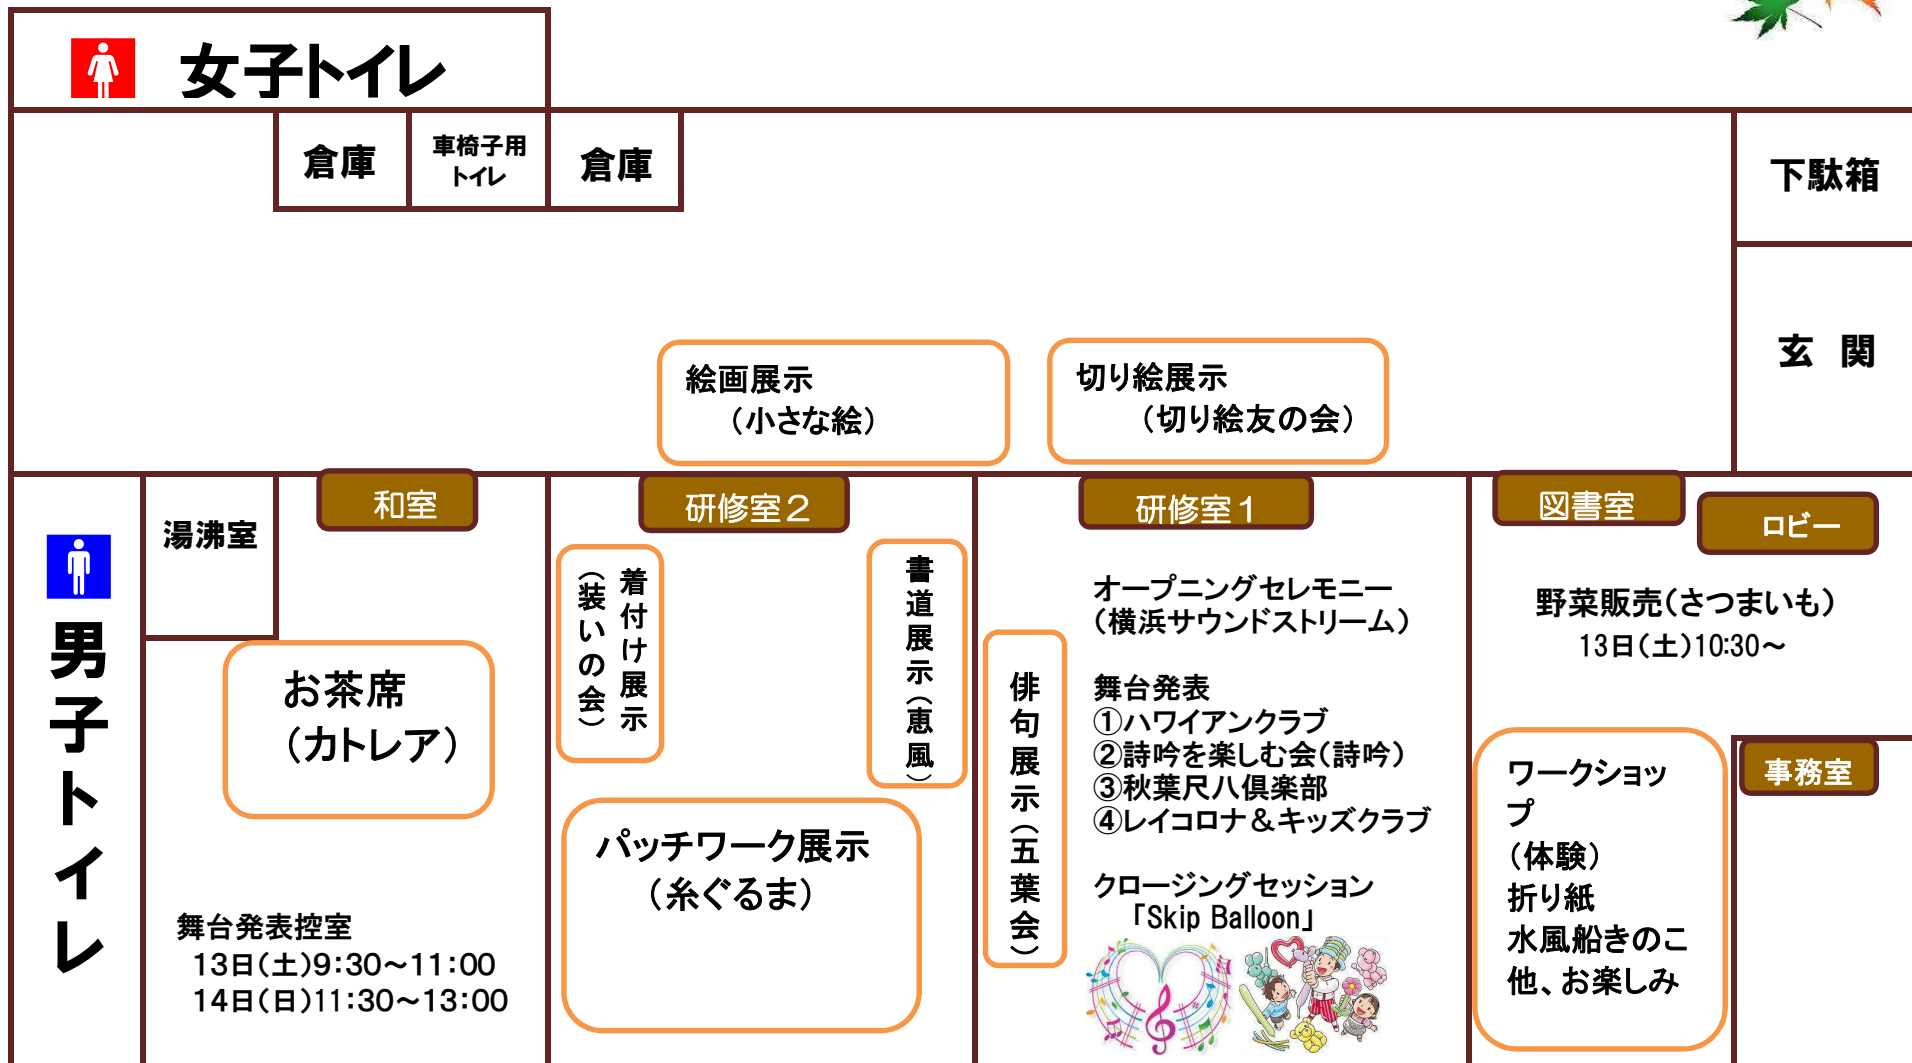 女子トイレ
倉庫
車椅子用
トイレ
倉庫
下駄箱
玄 関
絵画展示
（小さな絵）
切り絵展示
（切り絵友の会）
男子トイレ
湯沸室
和室
お茶席
（カトレア）
舞台発表控室
13日（土）9：30～11：00
14日（日）11：30～13：00
研修室２
着付け展示
（装いの会）
書道展示（恵風）
パッチワーク展示
（糸ぐるま）
研修室１
俳句展示（五葉会）
オープニングセレモニー
（横浜サウンドストリーム）
舞台発表
①ハワイアンクラブ
②詩吟を楽しむ会（詩吟）
③秋葉尺八倶楽部
④レイコロナ＆キッズクラブ
クロージングセッション
「Skip Balloon」
図書室
ロビー
野菜販売（さつまいも）
13日（土）10：30～
ワークショッ
プ
（体験）
折り紙
水風船きのこ
他、お楽しみ
事務室